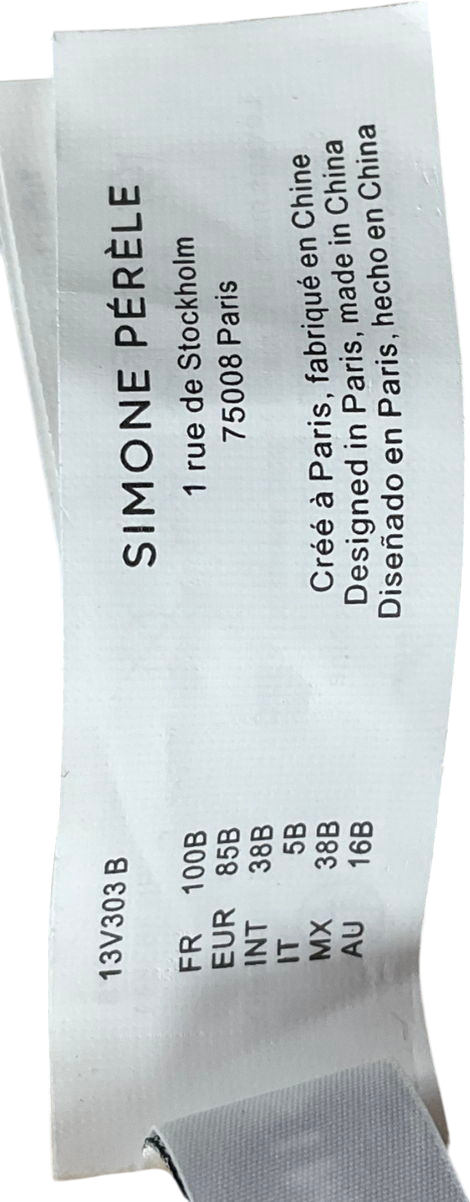 SIMONE PÉRÈLE
1 rue de Stockholm
75008 Paris
Créé à Paris, fabriqué en Chine
Designed in Paris, made in China
Diseñado en Paris, hecho en China
13V303 B
FR 100B
EUR 85B
INT 38B
IT 5B
MX 38B
AU 16B